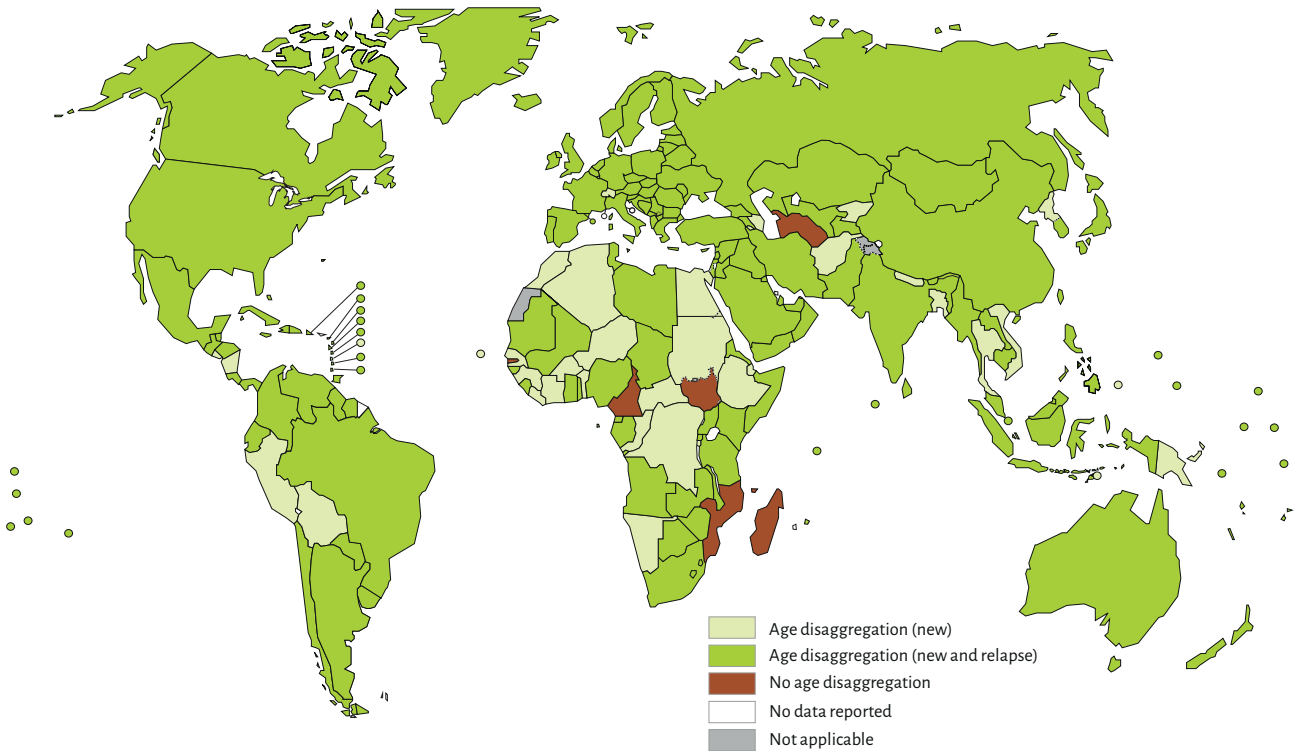 Age disaggregation (new)
Age disaggregation (new and relapse)
No age disaggregation
No data reported
Not applicable